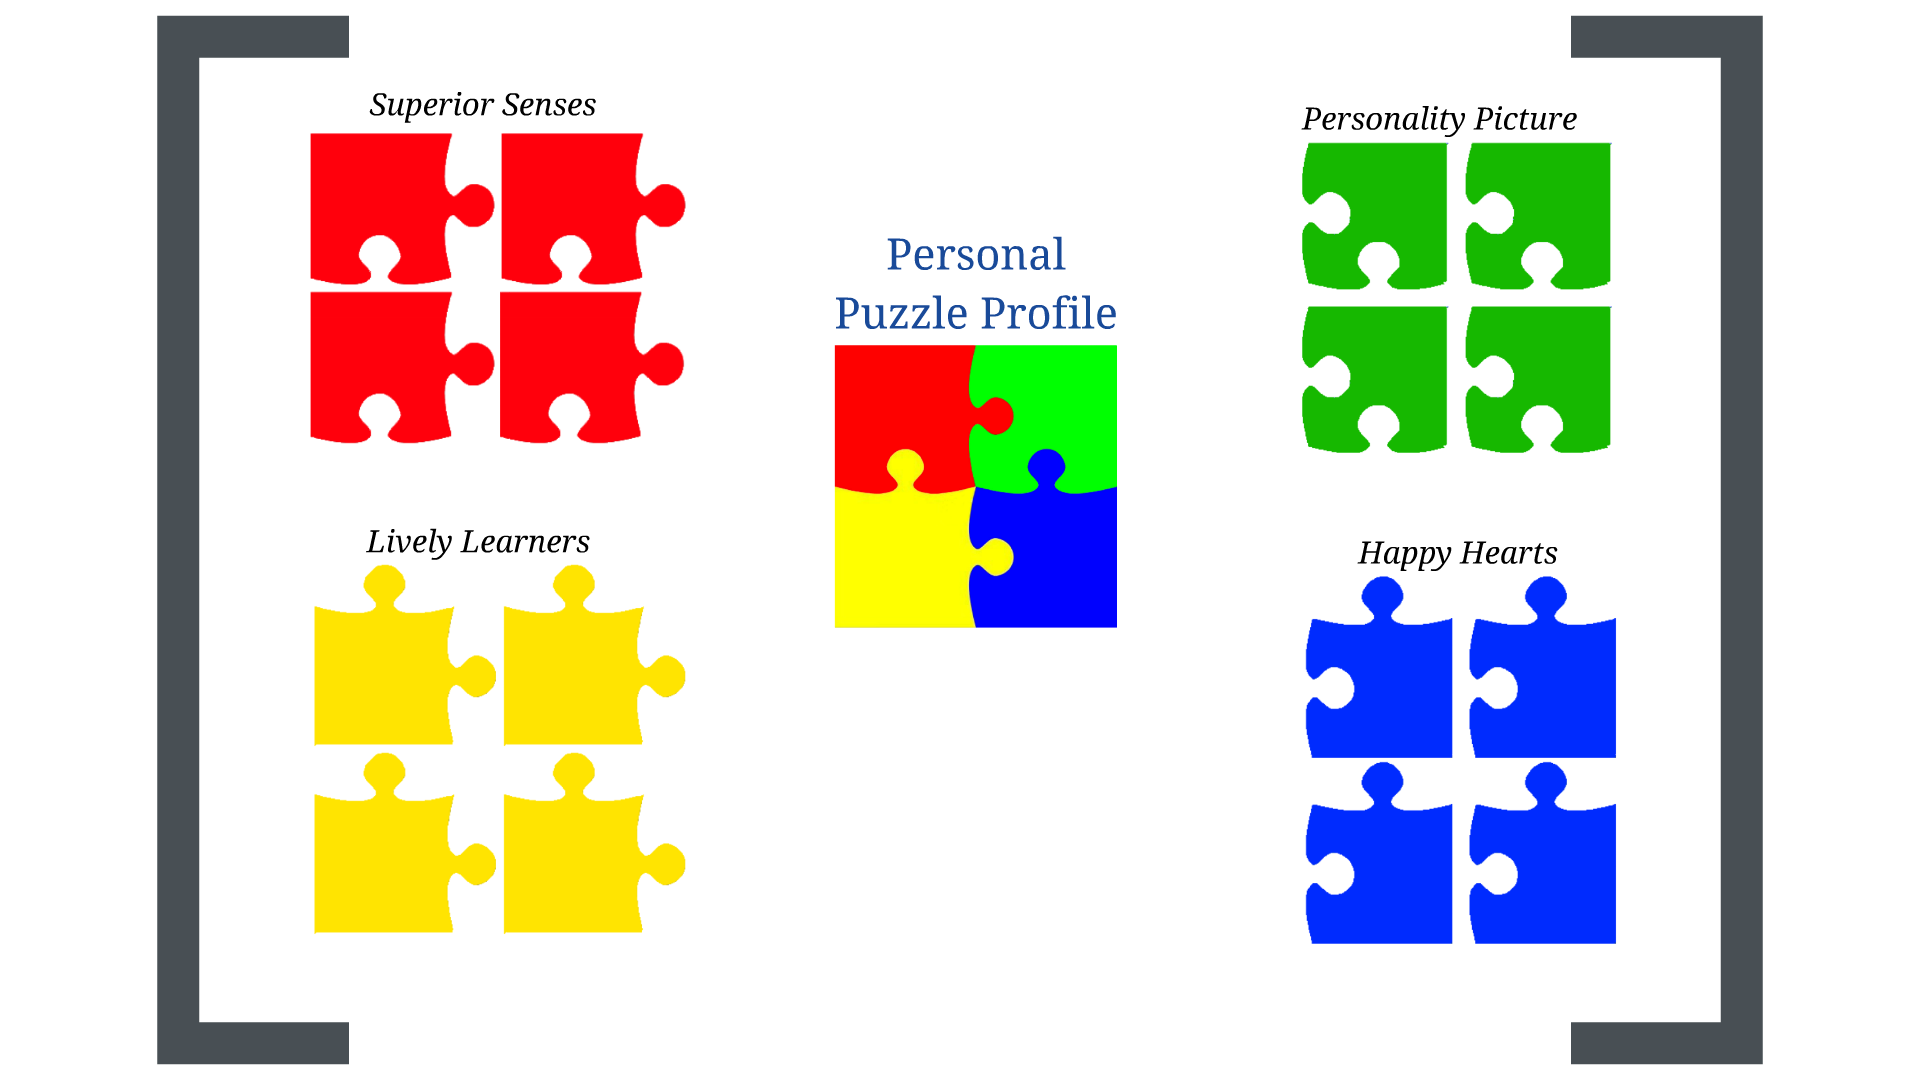 Superior Senses
Personality Picture
Personal
Puzzle Profile
Lively Learners
Happy Hearts